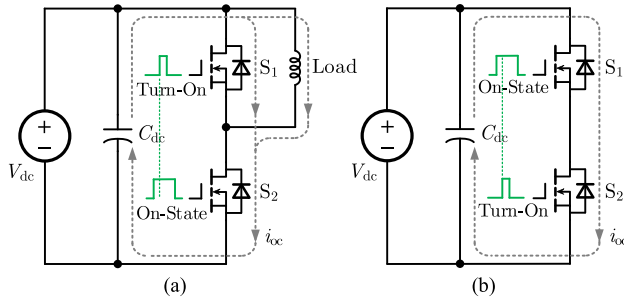 S1
Load
Turn-On
+
Cdc
−
Vdc
On-State
S2
ioc
(a)
S1
On-State
+
Cdc
−
Vdc
Turn-On
S2
ioc
(b)